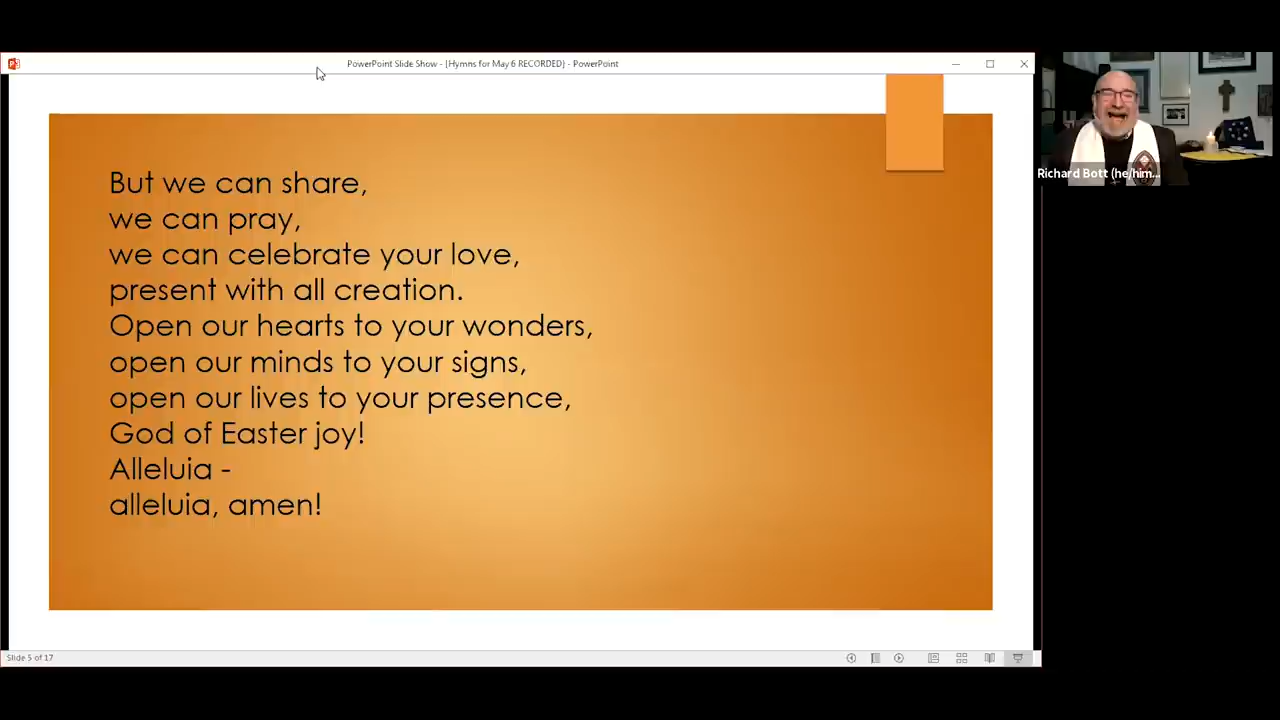 PowerPoint Slide Show - [Hymns for May 6 RECORDED] - PowerPoint
But we can share,
we can pray,
we can celebrate your love,
present with all creation.
Open our hearts to your wonders,
open our minds to your signs,
open our lives to your presence,
God of Easter joy!
Alleluia -
alleluia, amen!
Richard Bott (he/him...
Slide 5 of 17